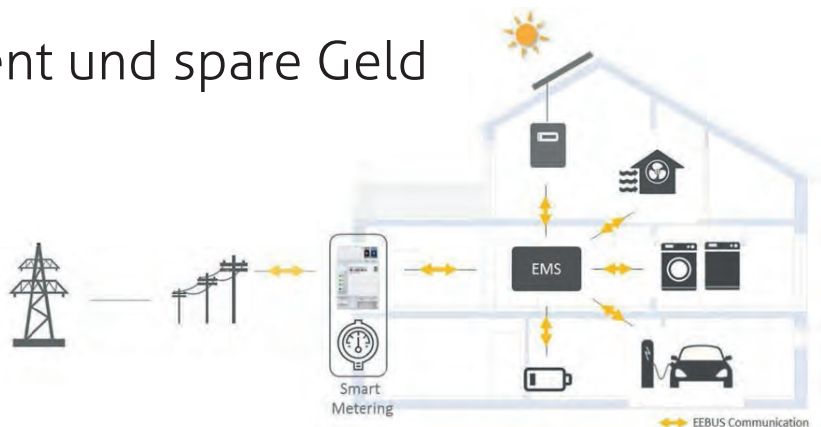 ent und spare Geld
EMS
Smart
Metering
EEBUS Communication